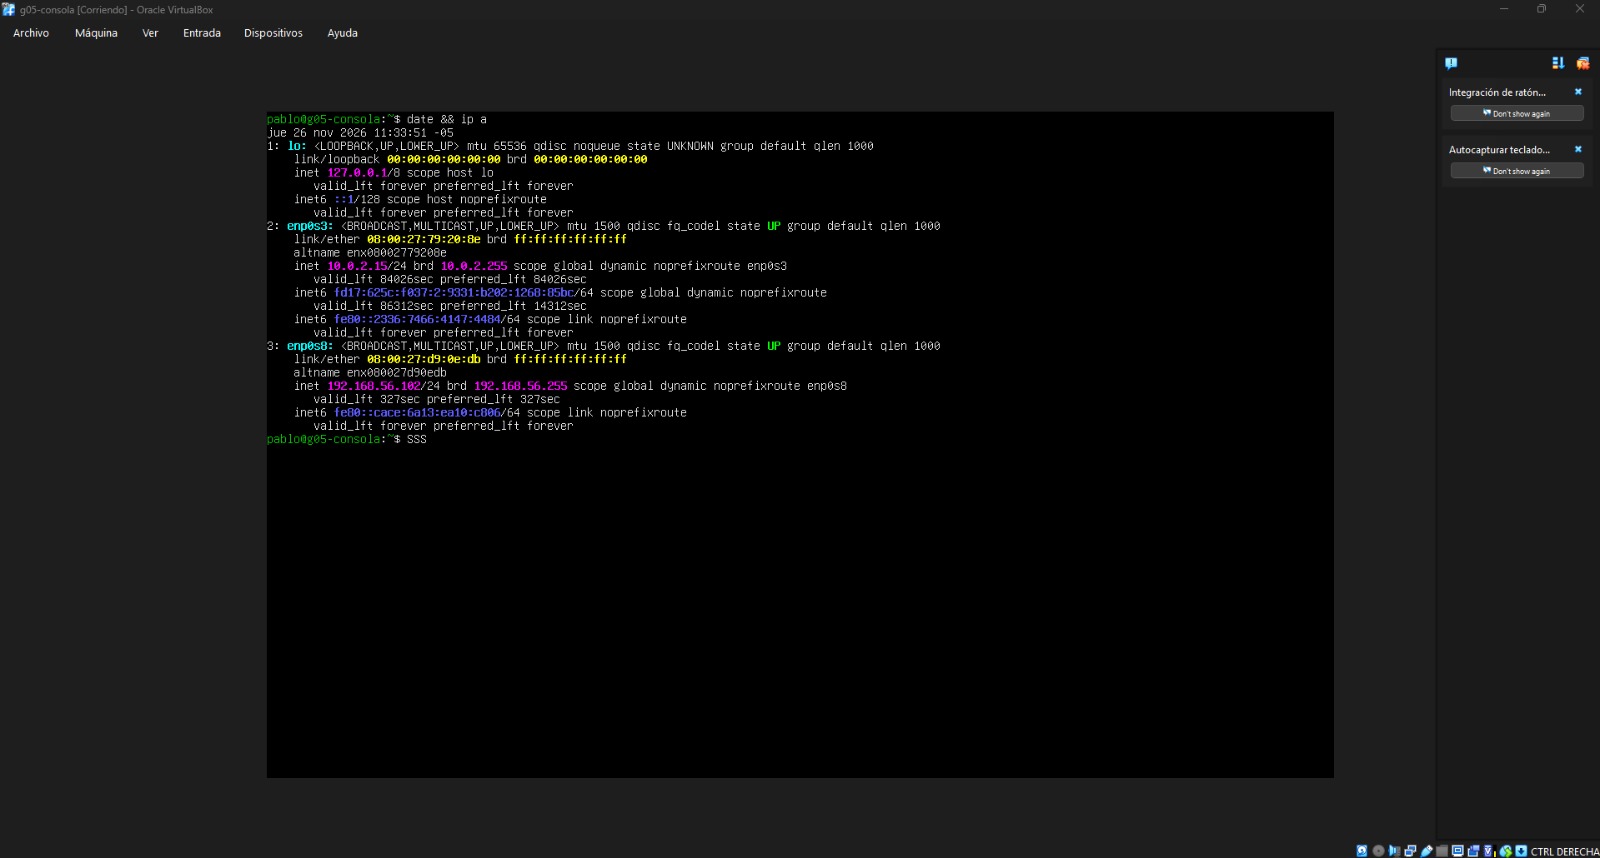 g05-consola [Corriendo] - Oracle VirtualBox
Archivo Máquina Ver Entrada Dispositivos Ayuda
Integración de ratón...
Don't show again
Autocapturar teclado...
Don't show again
pablo@g05-consola:~$ date && ip a
jue 26 nov 2026 11:33:51 -05
1: lo: <LOOPBACK,UP,LOWER_UP> mtu 65536 qdisc noqueue state UNKNOWN group default qlen 1000
link/loopback 00:00:00:00:00:00 brd 00:00:00:00:00:00
inet 127.0.0.1/8 scope host lo
valid_lft forever preferred_lft forever
inet6 ::1/128 scope host noprefixroute
valid_lft forever preferred_lft forever
2: enp0s3: <BROADCAST,MULTICAST,UP,LOWER_UP> mtu 1500 qdisc fq_codel state UP group default qlen 1000
link/ether 08:00:27:79:20:8e brd ff:ff:ff:ff:ff:ff
altname enx08002779208e
inet 10.0.2.15/24 brd 10.0.2.255 scope global dynamic noprefixroute enp0s3
valid_lft 84026sec preferred_lft 84026sec
inet6 fd17:625c:f037:2:9331:b202:1268:85bc/64 scope global dynamic noprefixroute
valid_lft 86312sec preferred_lft 14312sec
inet6 fe80::2336:7466:4147:4484/64 scope link noprefixroute
valid_lft forever preferred_lft forever
3: enp0s8: <BROADCAST,MULTICAST,UP,LOWER_UP> mtu 1500 qdisc fq_codel state UP group default qlen 1000
link/ether 08:00:27:d9:0e:db brd ff:ff:ff:ff:ff:ff
altname enx080027d90edb
inet 192.168.56.102/24 brd 192.168.56.255 scope global dynamic noprefixroute enp0s8
valid_lft 327sec preferred_lft 327sec
inet6 fe80::cace:6a13:ea10:c806/64 scope link noprefixroute
valid_lft forever preferred_lft forever
pablo@g05-consola:~$ SSS
CTRL DERECHA